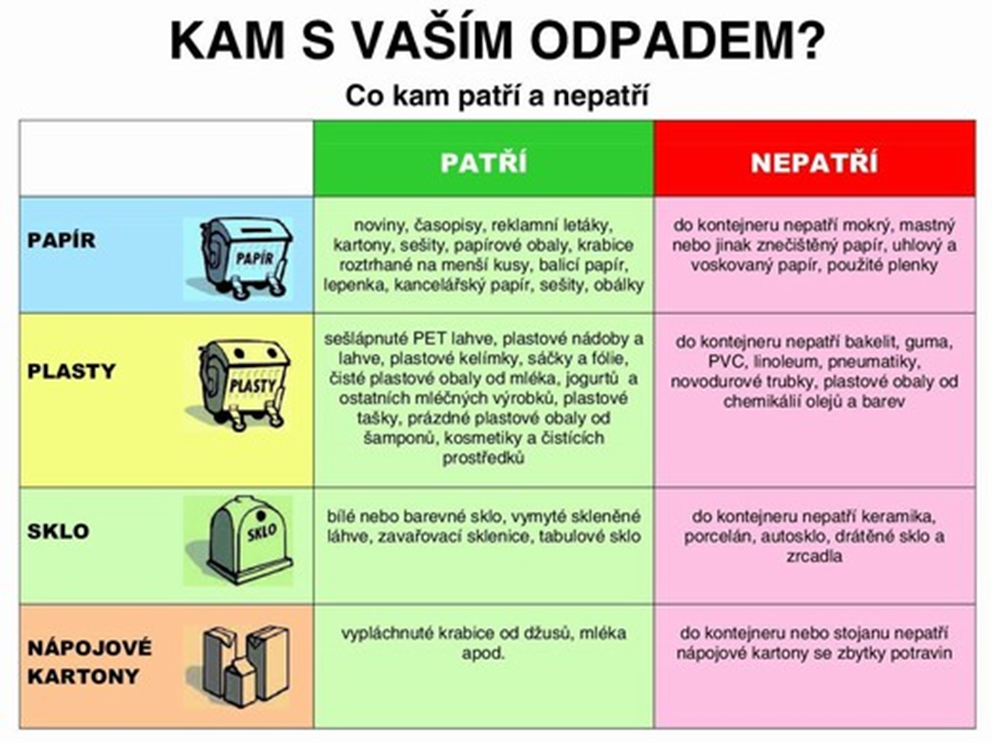 KAM S VAŠÍM ODPADEM?
Co kam patří a nepatří
PATŘÍ
NEPATŘÍ
PAPÍR
PAPÍR
noviny, časopisy, reklamní letáky,
kartony, sešity, papírové obaly, krabice
roztrhané na menší kusy, balicí papír,
lepenka, kancelářský papír, sešity, obálky
do kontejneru nepatří mokrý, mastný
nebo jinak znečištěný papír, uhlový a
voskovaný papír, použité plenky
PLASTY
PLASTY
sešlápnuté PET lahve, plastové nádoby a
lahve, plastové kelímky, sáčky a fólie,
čisté plastové obaly od mléka, jogurtů a
ostatních mléčných výrobků, plastové
tašky, prázdné plastové obaly od
šamponů, kosmetiky a čistících
prostředků
do kontejneru nepatří bakelit, guma,
PVC, linoleum, pneumatiky,
novodurové trubky, plastové obaly od
chemikálií olejů a barev
SKLO
SKLO
bílé nebo barevné sklo, vymyté skleněné
láhve, zavařovací sklenice, tabulové sklo
do kontejneru nepatří keramika,
porcelán, autosklo, drátěné sklo a
zrcadla
NÁPOJOVÉ
KARTONY
vypláchnuté krabice od džusů, mléka
apod.
do kontejneru nebo stojanu nepatří
nápojové kartony se zbytky potravin